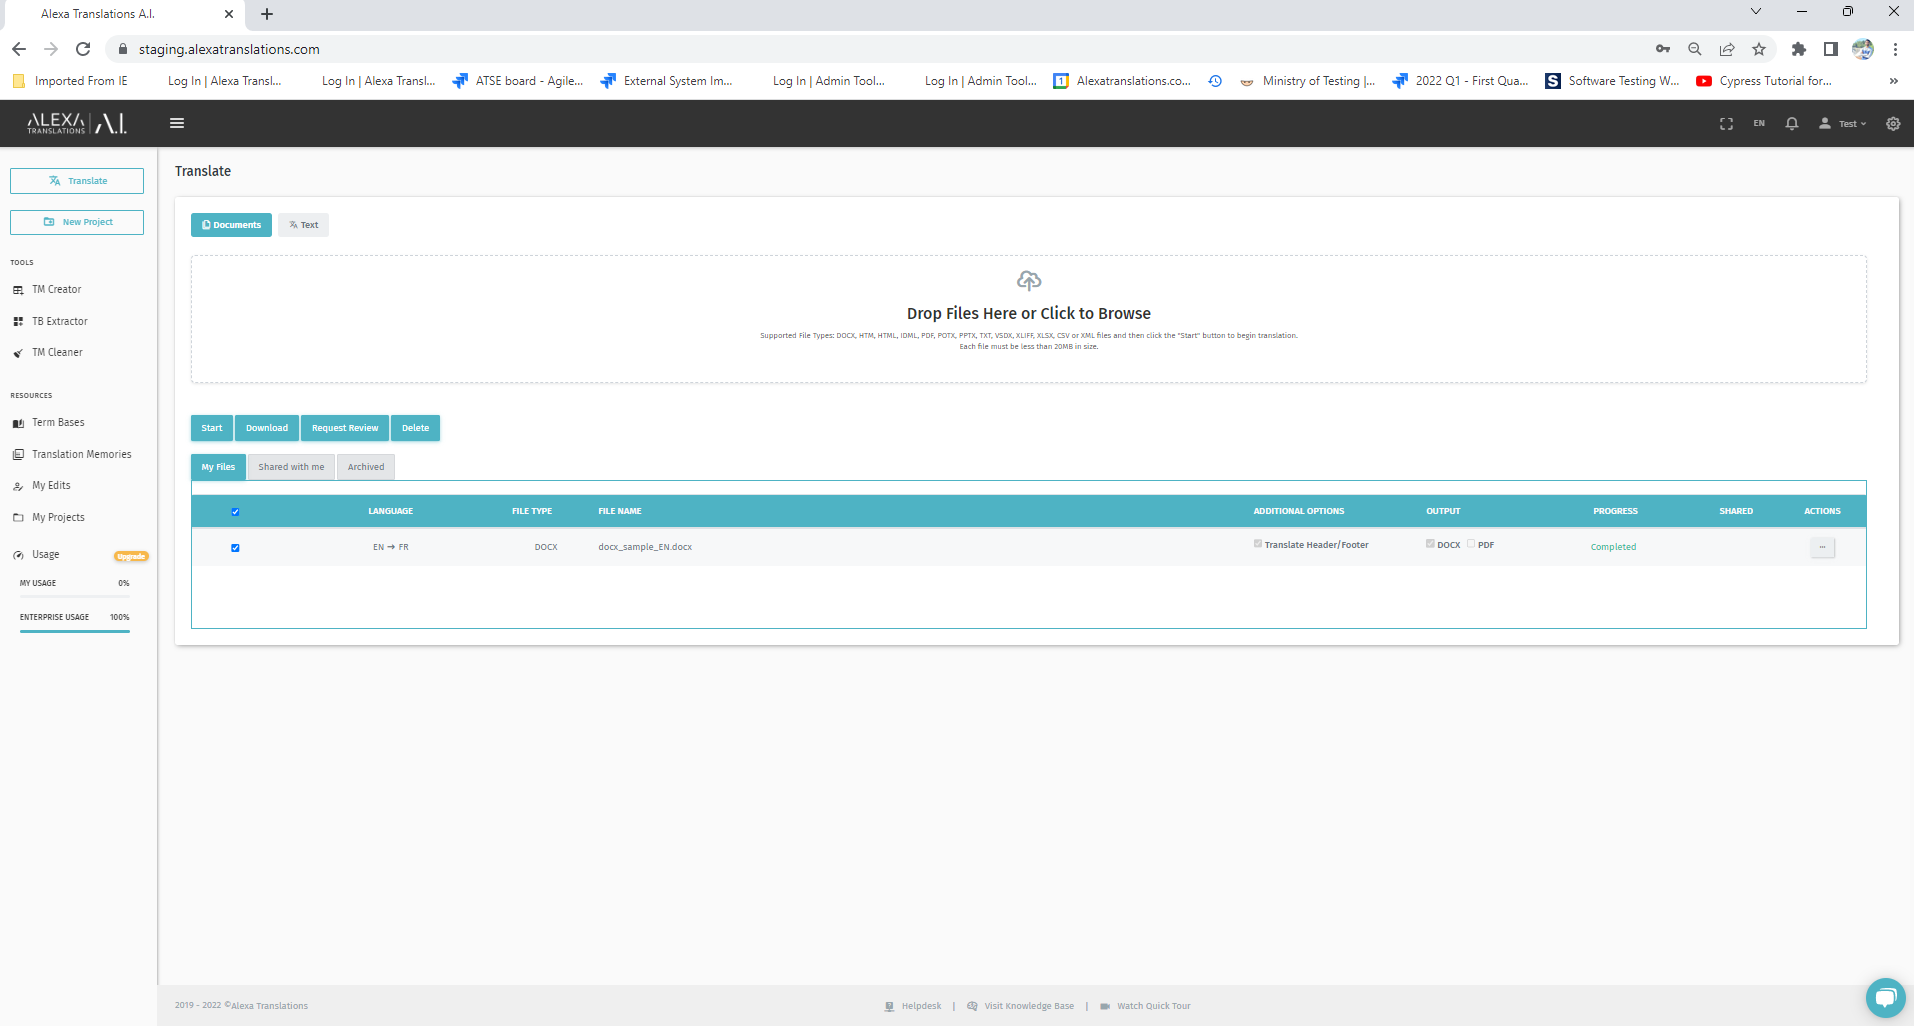 Alexa Translations A.I.
staging.alexatranslations.com
Imported From IE
Log In | Alexa Transl...
Log In | Alexa Transl...
ATSE board - Agile...
External System Im...
Log In | Admin Tool...
Log In | Admin Tool...
Alexatranslations.co...
Ministry of Testing |...
2022 Q1 - First Qua...
Software Testing W...
Cypress Tutorial for...
»
ALEXA TRANSLATIONS | A.I.
EN
Test
Translate
New Project
TOOLS
TM Creator
TB Extractor
TM Cleaner
RESOURCES
Term Bases
Translation Memories
My Edits
My Projects
Usage Upgrade
MY USAGE 0%
ENTERPRISE USAGE 100%
Translate
Documents Text
Drop Files Here or Click to Browse
Supported File Types: DOCX, HTM, HTML, IDML, PDF, POTX, PPTX, TXT, VSDX, XLIFF, XLSX, CSV or XML files and then click the "Start" button to begin translation.
Each file must be less than 20MB in size.
Start Download Request Review Delete
My Files Shared with me Archived
LANGUAGE FILE TYPE FILE NAME ADDITIONAL OPTIONS OUTPUT PROGRESS SHARED ACTIONS
EN → FR DOCX docx_sample_EN.docx Translate Header/Footer DOCX PDF Completed ...
2019 - 2022 ©Alexa Translations
Helpdesk | Visit Knowledge Base | Watch Quick Tour